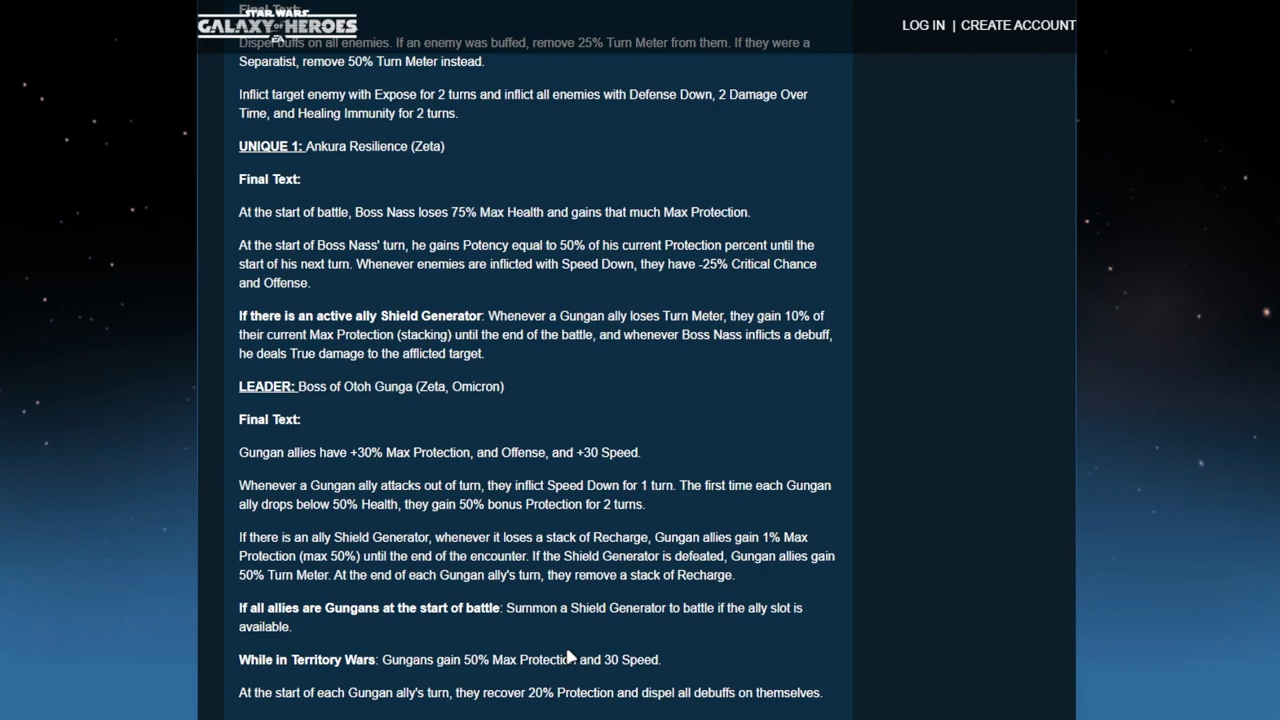 STAR WARS
GALAXY OF HEROES
EA
LOG IN | CREATE ACCOUNT
Final Text:
Dispel buffs on all enemies. If an enemy was buffed, remove 25% Turn Meter from them. If they were a
Separatist, remove 50% Turn Meter instead.
Inflict target enemy with Expose for 2 turns and inflict all enemies with Defense Down, 2 Damage Over
Time, and Healing Immunity for 2 turns.
UNIQUE 1: Ankura Resilience (Zeta)
Final Text:
At the start of battle, Boss Nass loses 75% Max Health and gains that much Max Protection.
At the start of Boss Nass' turn, he gains Potency equal to 50% of his current Protection percent until the
start of his next turn. Whenever enemies are inflicted with Speed Down, they have -25% Critical Chance
and Offense.
If there is an active ally Shield Generator: Whenever a Gungan ally loses Turn Meter, they gain 10% of
their current Max Protection (stacking) until the end of the battle, and whenever Boss Nass inflicts a debuff,
he deals True damage to the afflicted target.
LEADER: Boss of Otoh Gunga (Zeta, Omicron)
Final Text:
Gungan allies have +30% Max Protection, and Offense, and +30 Speed.
Whenever a Gungan ally attacks out of turn, they inflict Speed Down for 1 turn. The first time each Gungan
ally drops below 50% Health, they gain 50% bonus Protection for 2 turns.
If there is an ally Shield Generator, whenever it loses a stack of Recharge, Gungan allies gain 1% Max
Protection (max 50%) until the end of the encounter. If the Shield Generator is defeated, Gungan allies gain
50% Turn Meter. At the end of each Gungan ally's turn, they remove a stack of Recharge.
If all allies are Gungans at the start of battle: Summon a Shield Generator to battle if the ally slot is
available.
While in Territory Wars: Gungans gain 50% Max Protection and 30 Speed.
At the start of each Gungan ally's turn, they recover 20% Protection and dispel all debuffs on themselves.